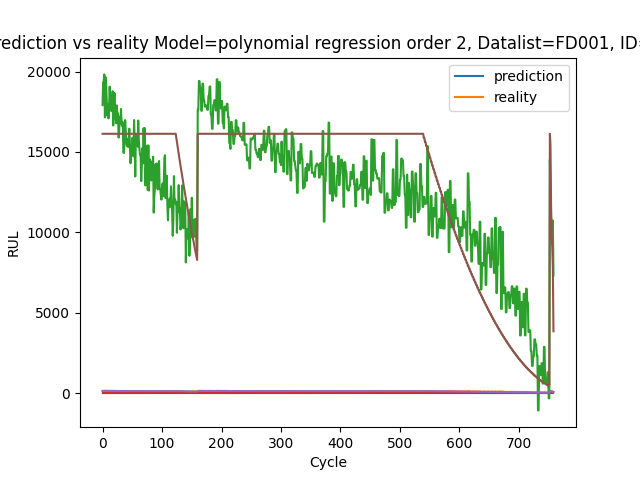 rediction vs reality Model=polynomial regression order 2, Datalist=FD001, ID=
prediction
reality
RUL
20000
15000
10000
5000
0
0 100 200 300 400 500 600 700
Cycle